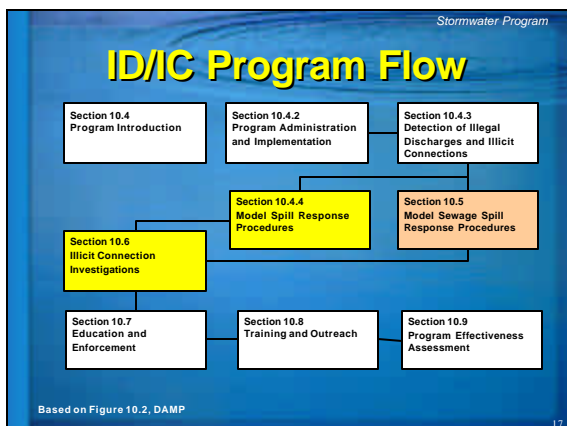 Stormwater Program
ID/IC Program Flow
Section 10.4
Program Introduction
Section 10.4.2
Program Administration
and Implementation
Section 10.4.3
Detection of Illegal
Discharges and Illicit
Connections
Section 10.4.4
Model Spill Response
Procedures
Section 10.5
Model Sewage Spill
Response Procedures
Section 10.6
Illicit Connection
Investigations
Section 10.7
Education and
Enforcement
Section 10.8
Training and Outreach
Section 10.9
Program Effectiveness
Assessment
Based on Figure 10.2, DAMP
17